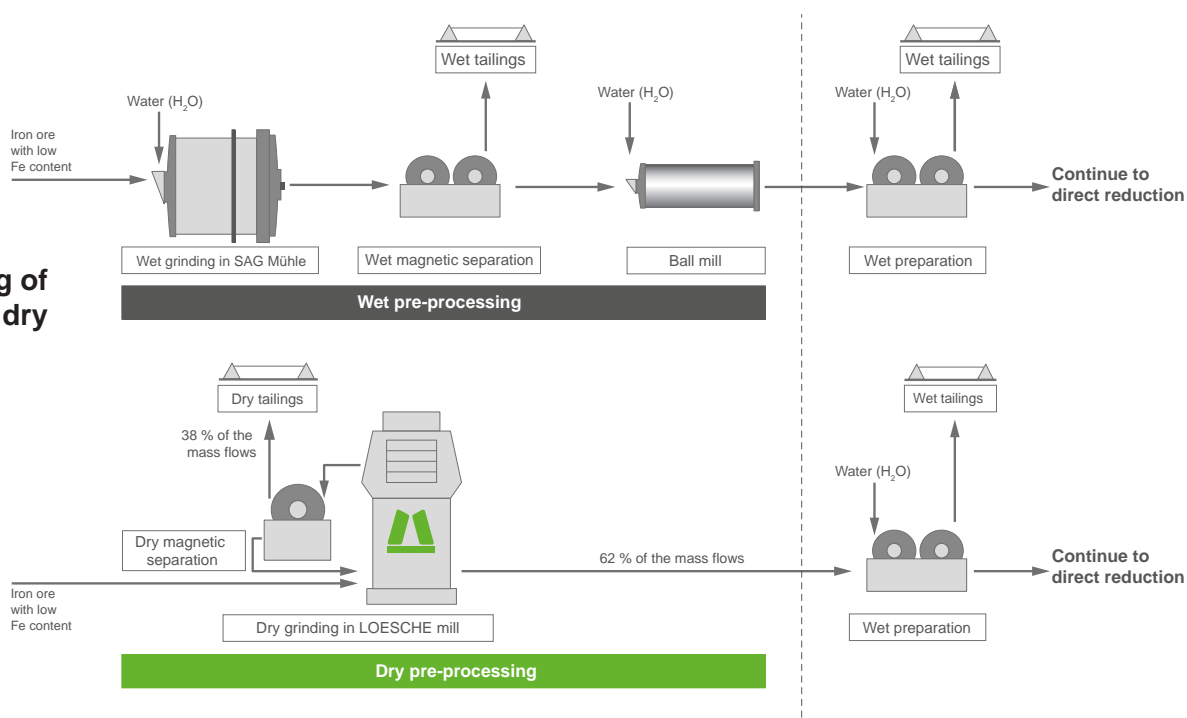 Wet tailings
Wet tailings
Water (H₂O)
Water (H₂O)
Water (H₂O)
Iron ore
with low
Fe content
Continue to
direct reduction
Wet grinding in SAG Mühle
Wet magnetic separation
Ball mill
Wet preparation
g of
dry
Wet pre-processing
Dry tailings
Wet tailings
38 % of the
mass flows
Water (H₂O)
Dry magnetic
separation
62 % of the mass flows
Continue to
direct reduction
Iron ore
with low
Fe content
Dry grinding in LOESCHE mill
Wet preparation
Dry pre-processing